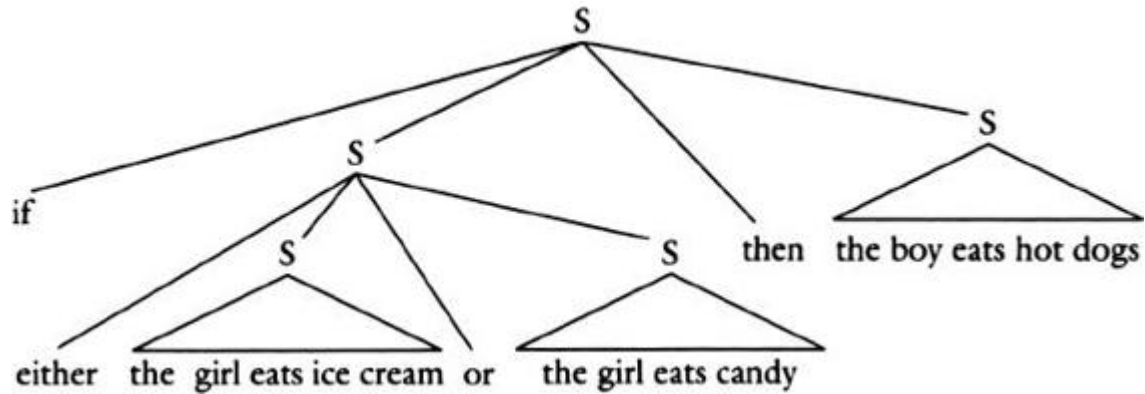 S
S
S
if
S
S
then the boy eats hot dogs
either the girl eats ice cream or the girl eats candy